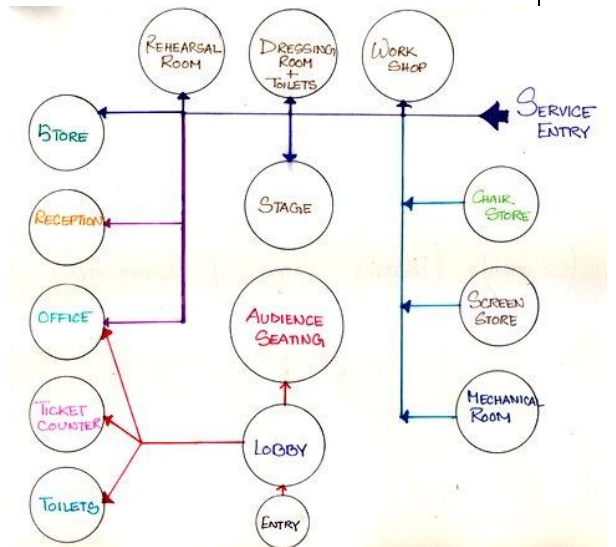 REHEARSAL
ROOM
DRESSING
ROOM
+
TOILETS
WORK
SHOP
SERVICE
ENTRY
STORE
STAGE
CHAIR
STORE
RECEPTION
OFFICE
AUDIENCE
SEATING
SCREEN
STORE
TICKET
COUNTER
LOBBY
MECHANICAL
ROOM
TOILETS
ENTRY